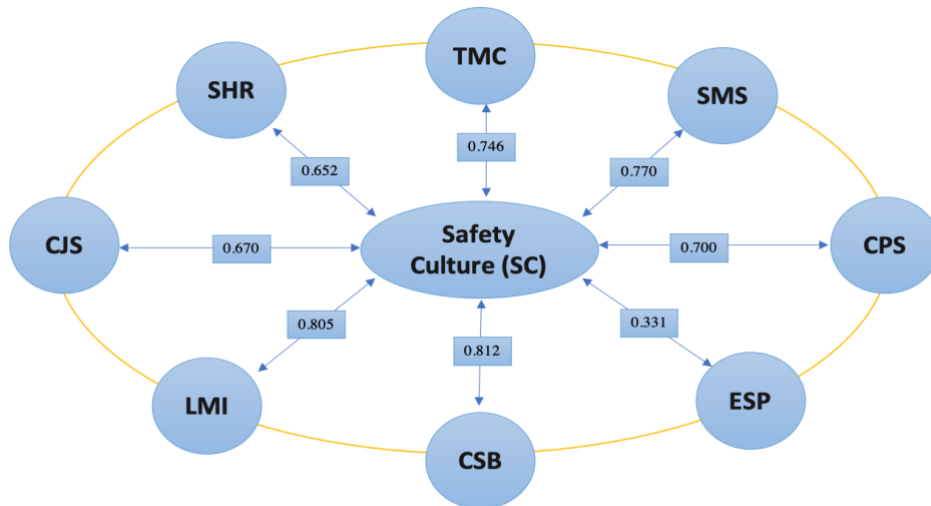 TMC
SHR
SMS
0.746
0.652
0.770
CJS
0.670
Safety
Culture (SC)
0.700
CPS
0.805
0.812
0.331
LMI
CSB
ESP